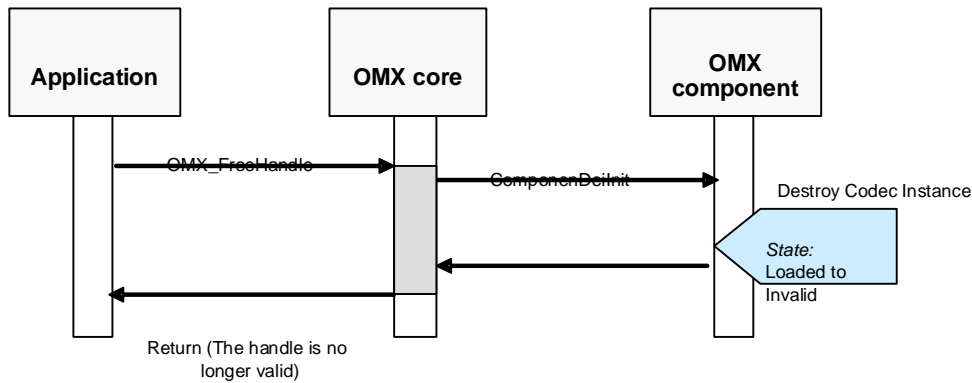 Application
OMX core
OMX
component
OMX_FreeHandle
ComponenDeiInit
Destroy Codec Instance
State:
Loaded to
Invalid
Return (The handle is no
longer valid)